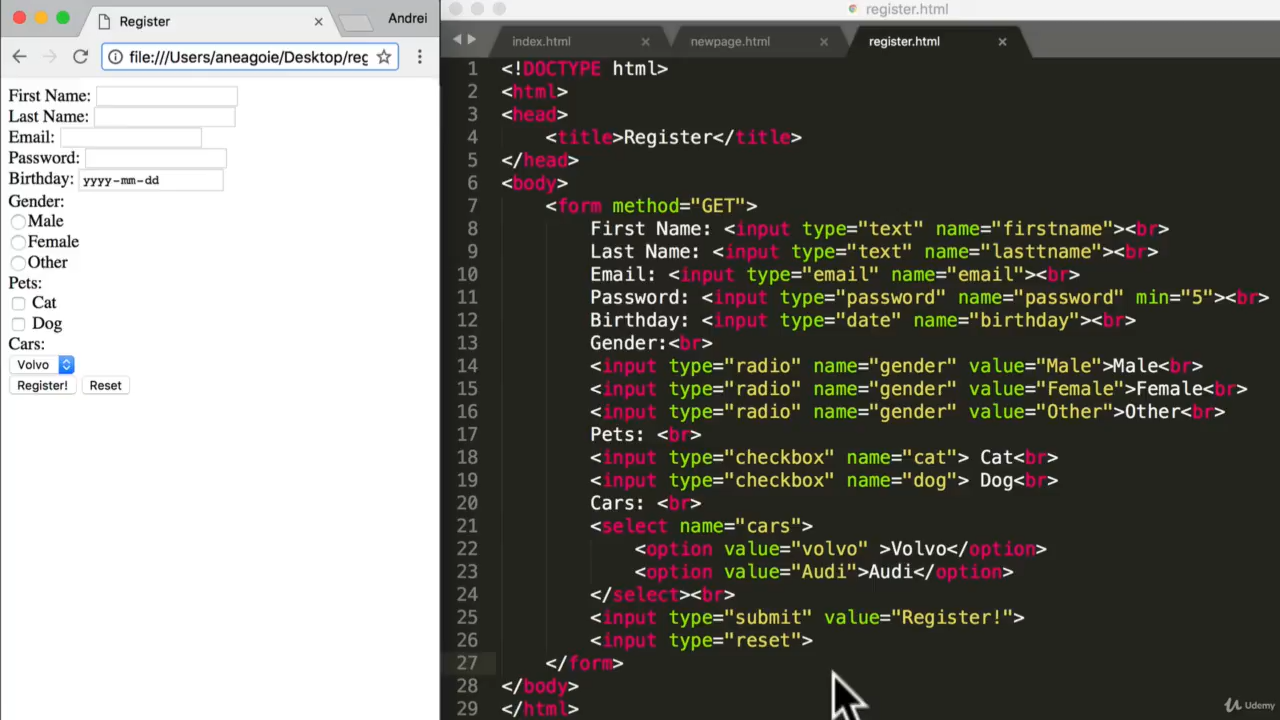 Register
Andrei
file:///Users/aneagoie/Desktop/reg
First Name:
Last Name:
Email:
Password:
Birthday: yyyy-mm-dd
Gender:
Male
Female
Other
Pets:
Cat
Dog
Cars:
Volvo
Register! Reset
register.html
index.html newpage.html register.html
1 <!DOCTYPE html>
2 <html>
3 <head>
4 <title>Register</title>
5 </head>
6 <body>
7 <form method="GET">
8 First Name: <input type="text" name="firstname"><br>
9 Last Name: <input type="text" name="lasttname"><br>
10 Email: <input type="email" name="email"><br>
11 Password: <input type="password" name="password" min="5"><br>
12 Birthday: <input type="date" name="birthday"><br>
13 Gender:<br>
14 <input type="radio" name="gender" value="Male">Male<br>
15 <input type="radio" name="gender" value="Female">Female<br>
16 <input type="radio" name="gender" value="Other">Other<br>
17 Pets: <br>
18 <input type="checkbox" name="cat"> Cat<br>
19 <input type="checkbox" name="dog"> Dog<br>
20 Cars: <br>
21 <select name="cars">
22 <option value="volvo" >Volvo</option>
23 <option value="Audi">Audi</option>
24 </select><br>
25 <input type="submit" value="Register!">
26 <input type="reset">
27 </form>
28 </body>
29 </html>
Udemy